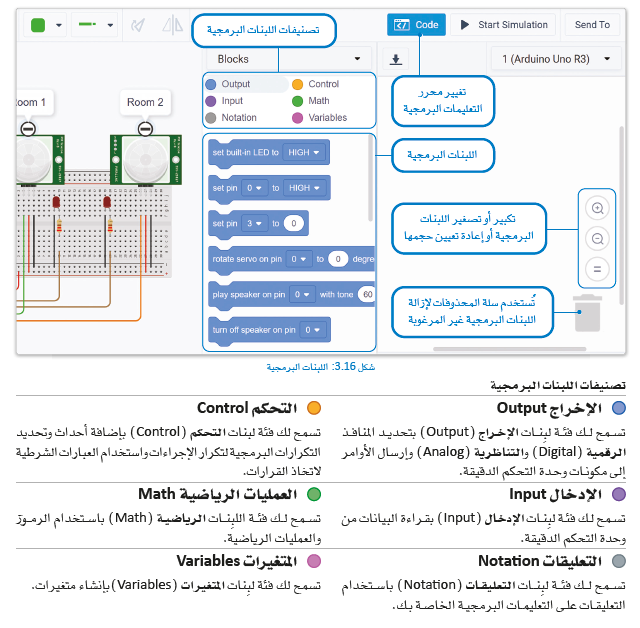 تصنيفات اللبنات البرمجية
Code
Start Simulation
Send To
Blocks
1 (Arduino Uno R3)
Output
Control
Input
Math
Notation
Variables
تغيير محرر
التعليمات البرمجية
oom 1
Room 2
set built-in LED to HIGH
اللبنات البرمجية
set pin 0 to HIGH
set pin 3 to 0
تكبير أو تصغير اللبنات
البرمجية أو إعادة تعيين حجمها
rotate servo on pin 0 to 0 degre
play speaker on pin 0 with tone 60
turn off speaker on pin 0
تُستخدم سلة المحذوفات لإزالة
اللبنات البرمجية غير المرغوبة
شكل 3.16: اللبنات البرمجية
تصنيفات اللبنات البرمجية
الإخراج Output
تسمح لك فئة لبِنات الإخراج (Output) بتحديد المنافذ
الرقمية (Digital) والتناظرية (Analog) وإرسال الأوامر
إلى مكونات وحدة التحكم الدقيقة.
التحكم Control
تسمح لك فئة لبنات التحكم (Control) بإضافة أحداث وتحديد
التكرارات البرمجية لتكرار الإجراءات واستخدام العبارات الشرطية
لاتخاذ القرارات.
الإدخال Input
تسمح لك فئة لبِنات الإدخال (Input) بقراءة البيانات من
وحدة التحكم الدقيقة.
العمليات الرياضية Math
تسمح لك فئة اللبِنات الرياضية (Math) باستخدام الرموز
والعمليات الرياضية.
التعليقات Notation
تسمح لك فئة لبِنات التعليقات (Notation) باستخدام
التعليقات على التعليمات البرمجية الخاصة بك.
المتغيرات Variables
تسمح لك فئة لبنات المتغيرات (Variables) بإنشاء متغيرات.